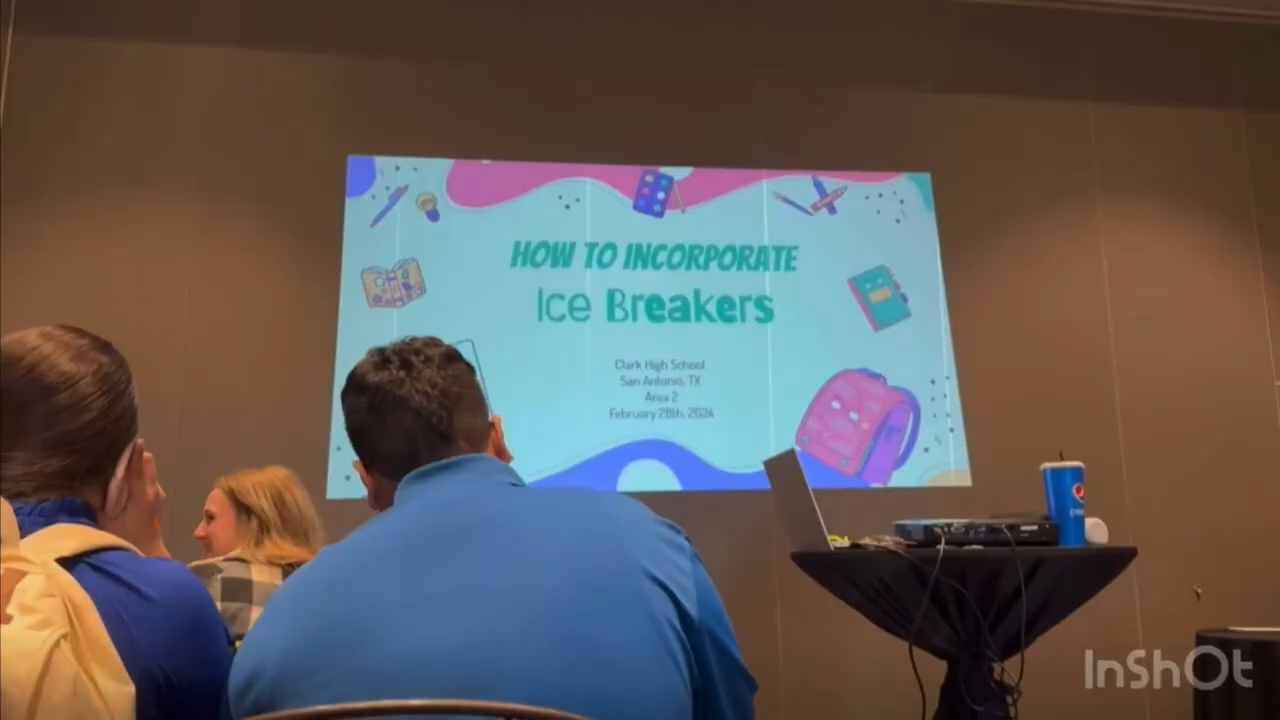 HOW TO INCORPORATE
Ice Breakers
Clark High School
San Antonio, TX
Area 2
February 28th, 2024
InShOt